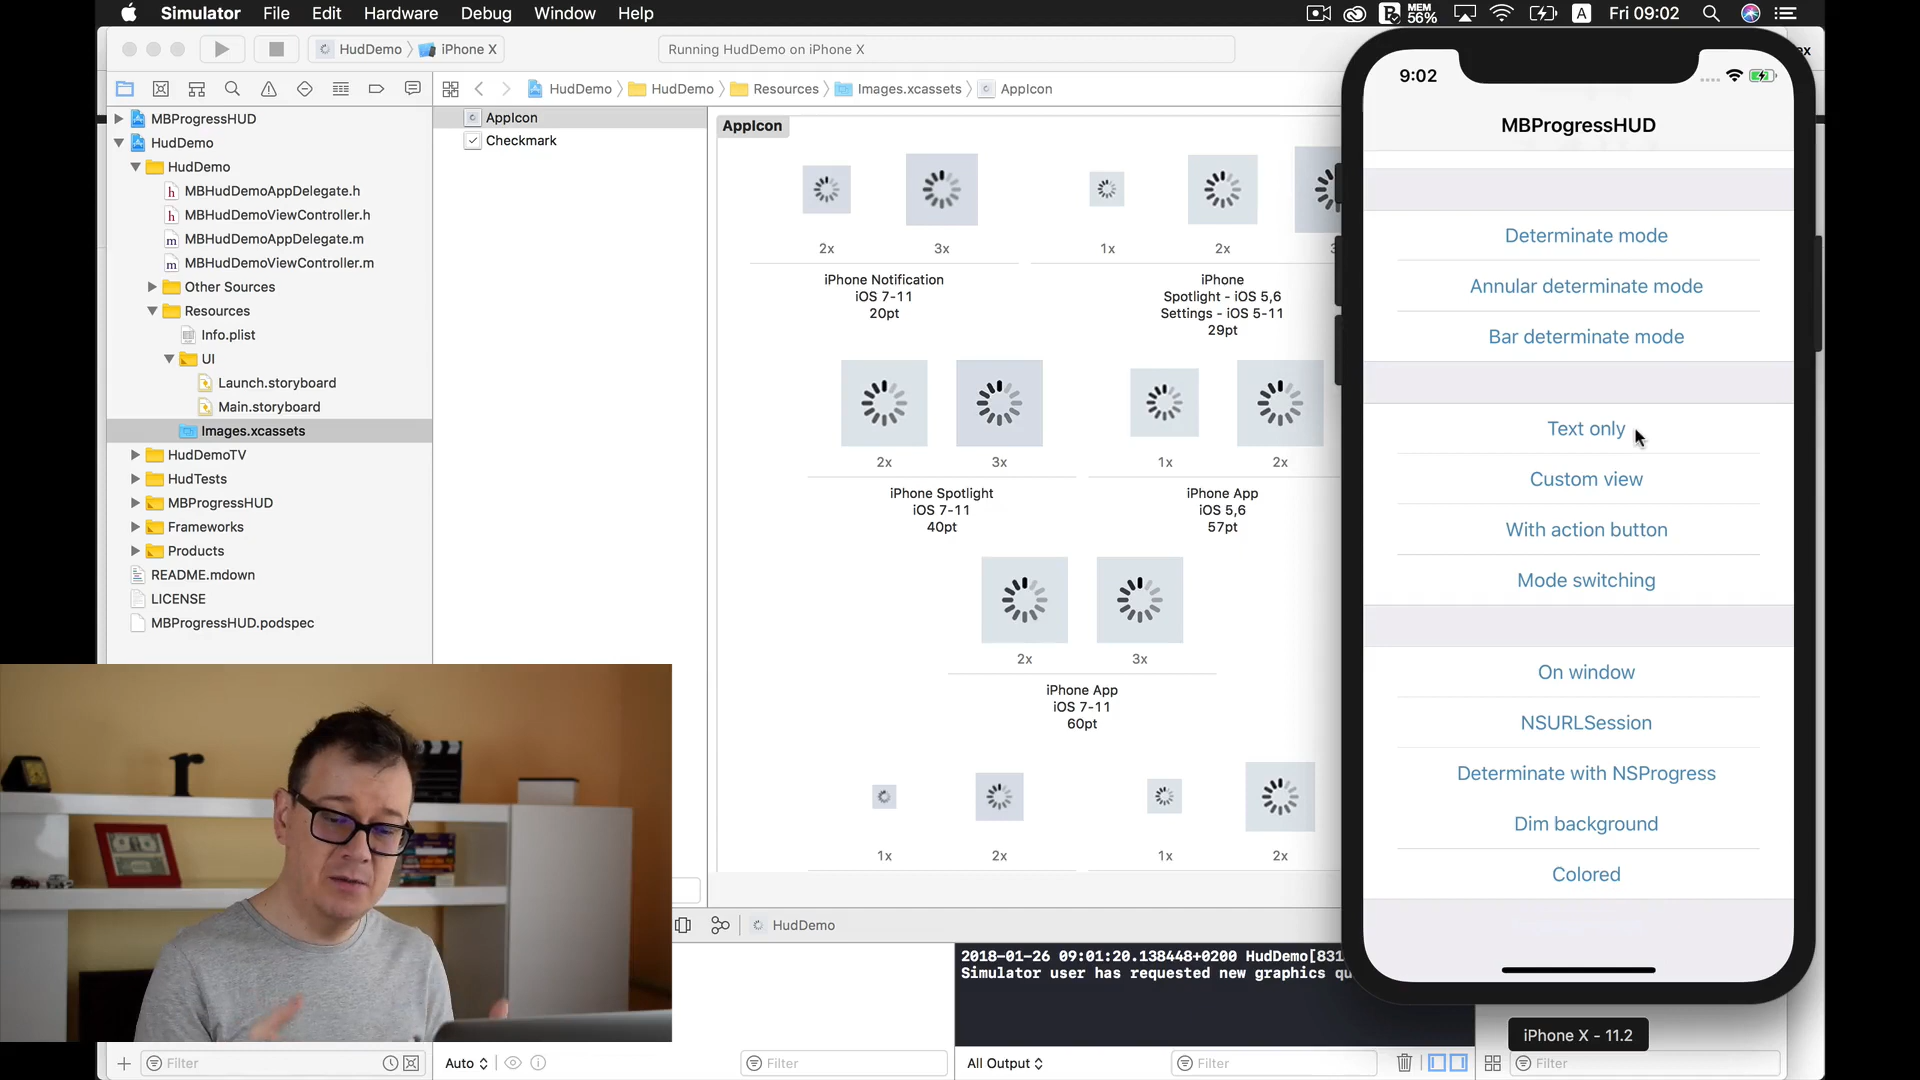 Simulator File Edit Hardware Debug Window Help
MEM 56% A Fri 09:02
HudDemo iPhone X
Running HudDemo on iPhone X
HudDemo HudDemo Resources Images.xcassets AppIcon
MBProgressHUD
HudDemo
HudDemo
h MBHudDemoAppDelegate.h
h MBHudDemoViewController.h
m MBHudDemoAppDelegate.m
m MBHudDemoViewController.m
Other Sources
Resources
Info.plist
UI
Launch.storyboard
Main.storyboard
Images.xcassets
HudDemoTV
HudTests
MBProgressHUD
Frameworks
Products
README.mdown
LICENSE
MBProgressHUD.podspec
AppIcon
Checkmark
AppIcon
2x 3x
iPhone Notification
iOS 7-11
20pt
1x 2x
iPhone
Spotlight - iOS 5,6
Settings - iOS 5-11
29pt
2x 3x
iPhone Spotlight
iOS 7-11
40pt
1x 2x
iPhone App
iOS 5,6
57pt
2x 3x
iPhone App
iOS 7-11
60pt
1x 2x 1x 2x
HudDemo
2018-01-26 09:01:20.138448+0200 HudDemo[831
Simulator user has requested new graphics qu
Filter
Auto
Filter
All Output
Filter
Filter
9:02
MBProgressHUD
Determinate mode
Annular determinate mode
Bar determinate mode
Text only
Custom view
With action button
Mode switching
On window
NSURLSession
Determinate with NSProgress
Dim background
Colored
iPhone X - 11.2